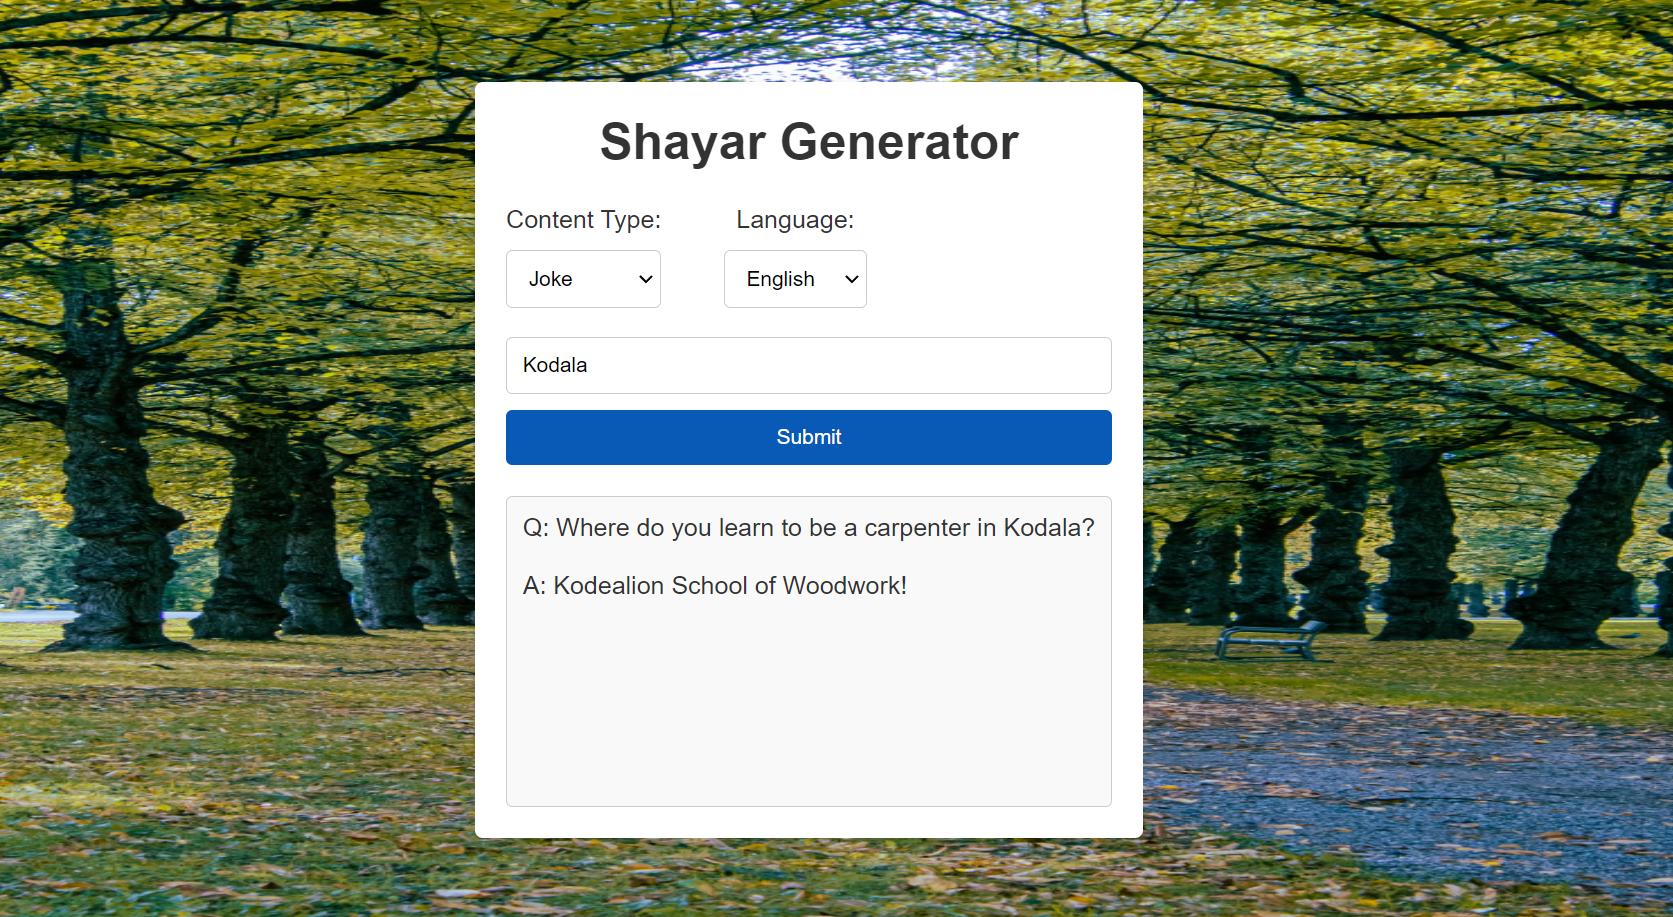 Shayar Generator
Content Type: Language:
Joke English
Kodala
Submit
Q: Where do you learn to be a carpenter in Kodala?
A: Kodealion School of Woodwork!